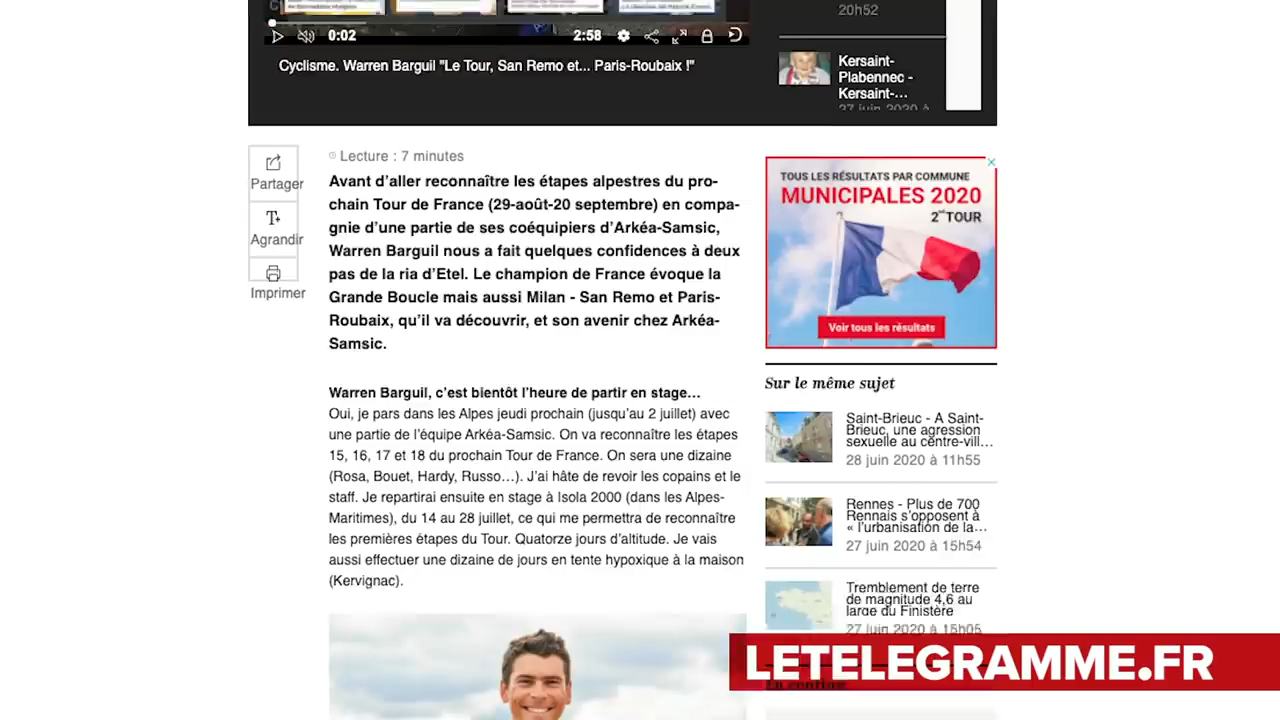 20h52
0:02
2:58
Cyclisme. Warren Barguil "Le Tour, San Remo et... Paris-Roubaix !"
Kersaint-
Plabennec -
Kersaint-...
27 juin 2020 à
Partager
Agrandir
Imprimer
Lecture : 7 minutes
Avant d’aller reconnaître les étapes alpestres du pro-
chain Tour de France (29-août-20 septembre) en compa-
gnie d’une partie de ses coéquipiers d’Arkéa-Samsic,
Warren Barguil nous a fait quelques confidences à deux
pas de la ria d’Etel. Le champion de France évoque la
Grande Boucle mais aussi Milan - San Remo et Paris-
Roubaix, qu’il va découvrir, et son avenir chez Arkéa-
Samsic.
Warren Barguil, c’est bientôt l’heure de partir en stage…
Oui, je pars dans les Alpes jeudi prochain (jusqu’au 2 juillet) avec
une partie de l’équipe Arkéa-Samsic. On va reconnaître les étapes
15, 16, 17 et 18 du prochain Tour de France. On sera une dizaine
(Rosa, Bouet, Hardy, Russo…). J’ai hâte de revoir les copains et le
staff. Je repartirai ensuite en stage à Isola 2000 (dans les Alpes-
Maritimes), du 14 au 28 juillet, ce qui me permettra de reconnaître
les premières étapes du Tour. Quatorze jours d’altitude. Je vais
aussi effectuer une dizaine de jours en tente hypoxique à la maison
(Kervignac).
TOUS LES RÉSULTATS PAR COMMUNE
MUNICIPALES 2020
2ND TOUR
Voir tous les résultats
Sur le même sujet
Saint-Brieuc - A Saint-
Brieuc, une agression
sexuelle au centre-vill…
28 juin 2020 à 11h55
Rennes - Plus de 700
Rennais s’opposent à
« l’urbanisation de la…
27 juin 2020 à 15h54
Tremblement de terre
de magnitude 4,6 au
large du Finistère
27 juin 2020 à 15h05
LETELEGRAMME.FR